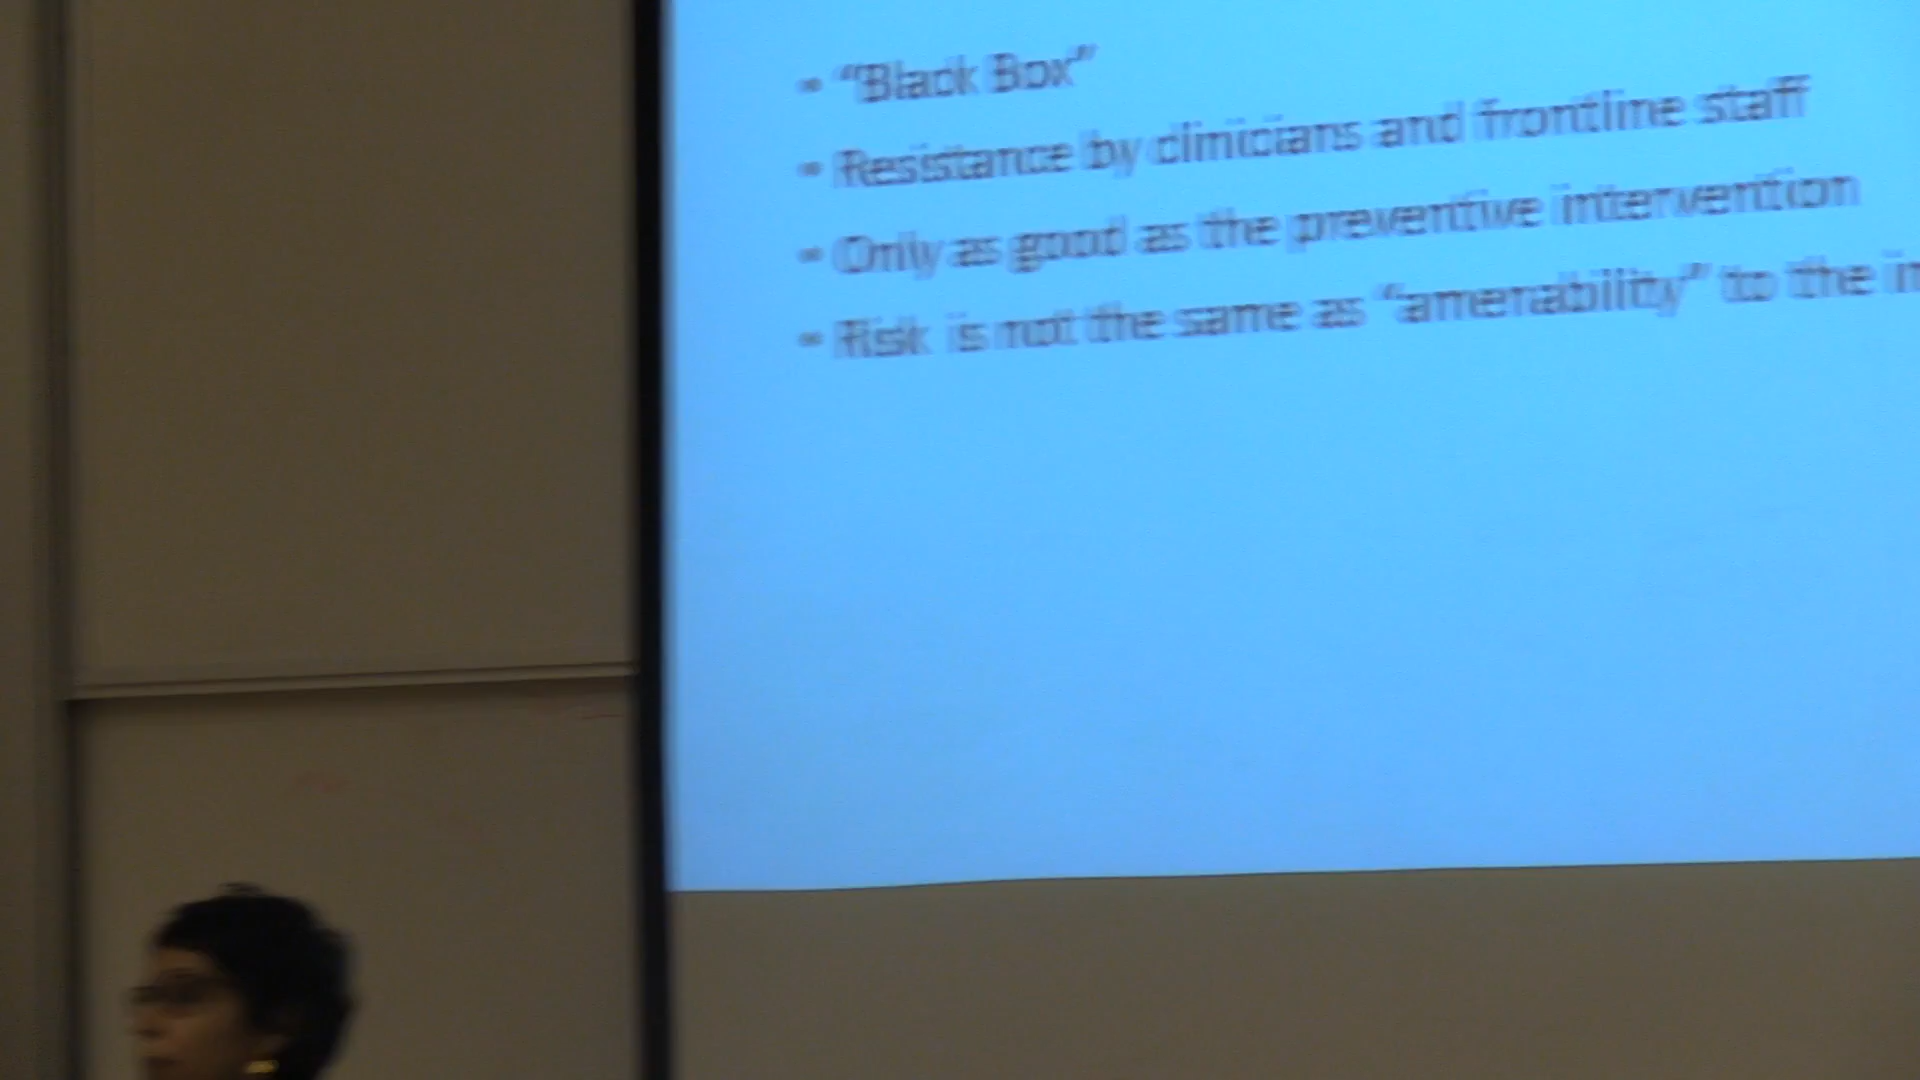 • “Black Box”
• Resistance by clinicians and frontline staff
• Only as good as the preventive intervention
• Risk is not the same as “amenability” to the in